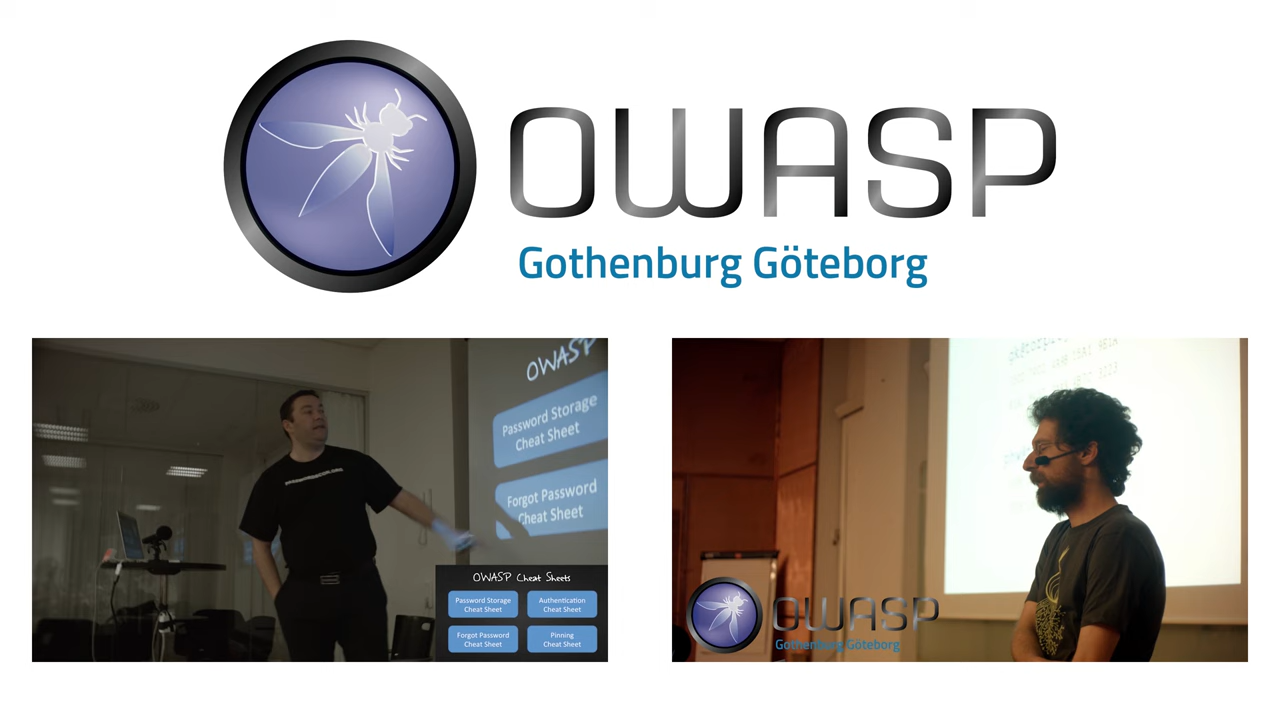 OWASP
Gothenburg Göteborg
OWASP
Password Storage
Cheat Sheet
Forgot Password
Cheat Sheet
OWASP Cheat Sheets
Password Storage
Cheat Sheet
Authentication
Cheat Sheet
Forgot Password
Cheat Sheet
Pinning
Cheat Sheet
OWASP
Gothenburg Göteborg